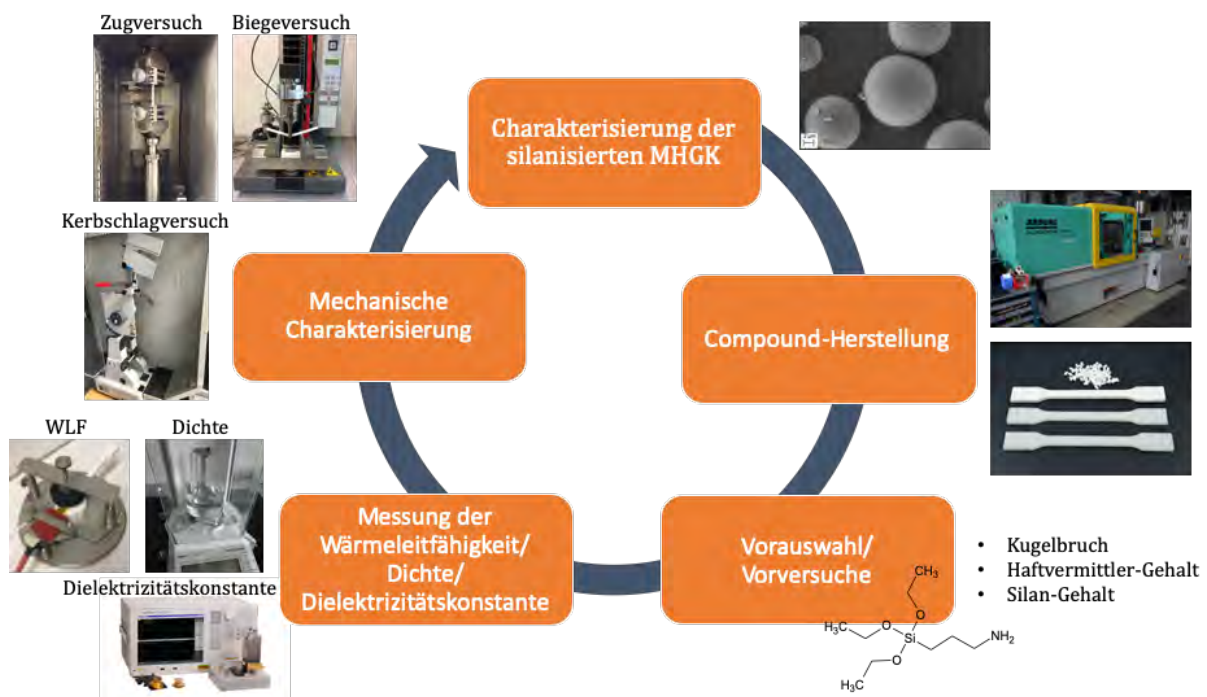 Zugversuch
Biegeversuch
Charakterisierung der
silanisierten MHGK
Kerbschlagversuch
Mechanische
Charakterisierung
Compound-Herstellung
WLF
Dichte
Messung der
Wärmeleitfähigkeit/
Dichte/
Dielektrizitätskonstante
Vorauswahl/
Vorversuche
• Kugelbruch
• Haftvermittler-Gehalt
• Silan-Gehalt
Dielektrizitätskonstante
CH₃
O
H₃C
O
Si
NH₂
O
H₃C
ARBURG